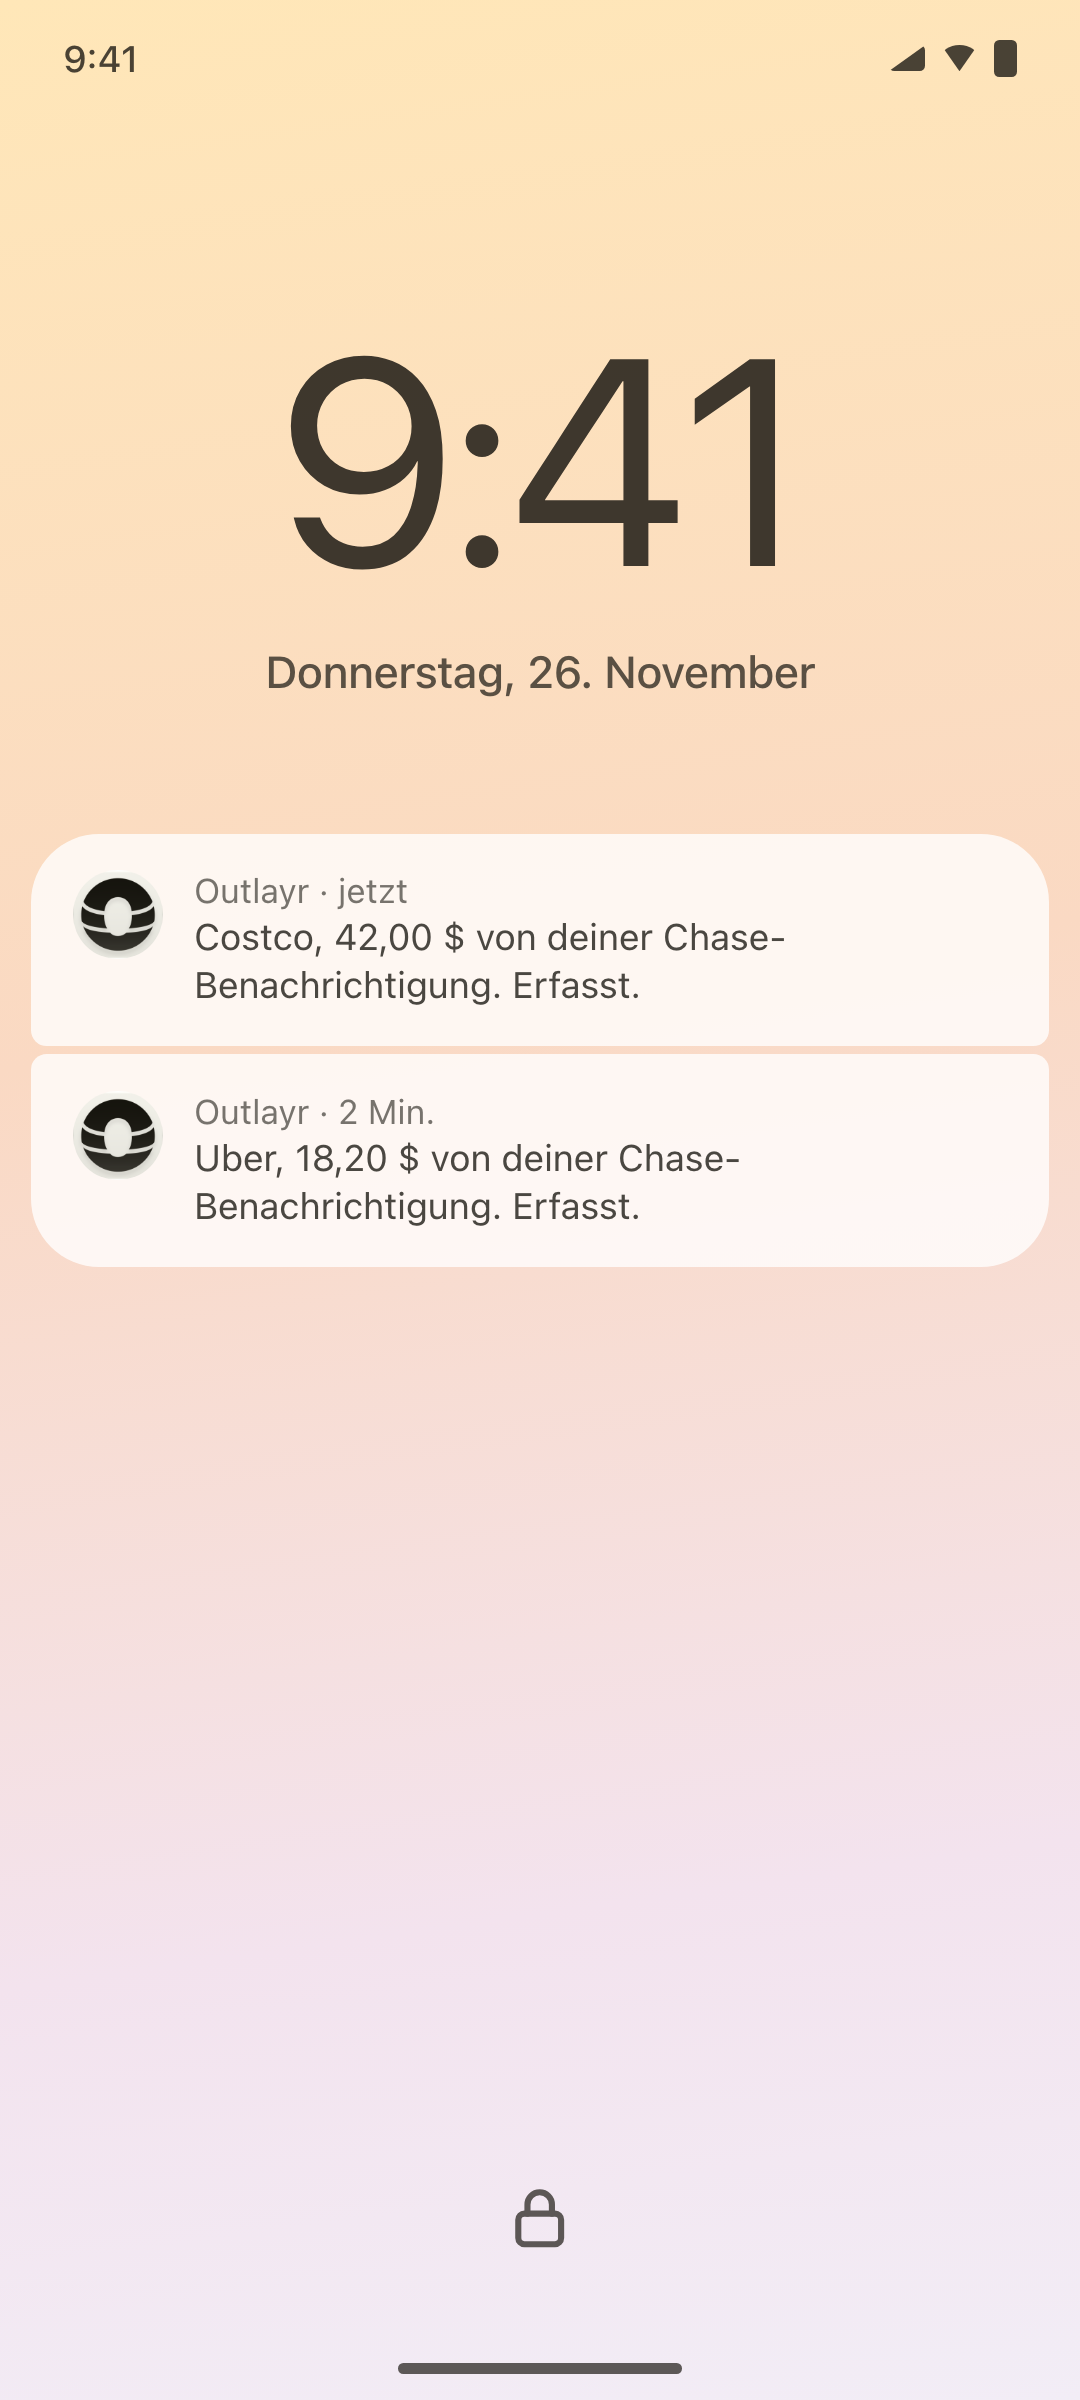 9:41
9:41
Donnerstag, 26. November
Outlayr · jetzt
Costco, 42,00 $ von deiner Chase-
Benachrichtigung. Erfasst.
Outlayr · 2 Min.
Uber, 18,20 $ von deiner Chase-
Benachrichtigung. Erfasst.